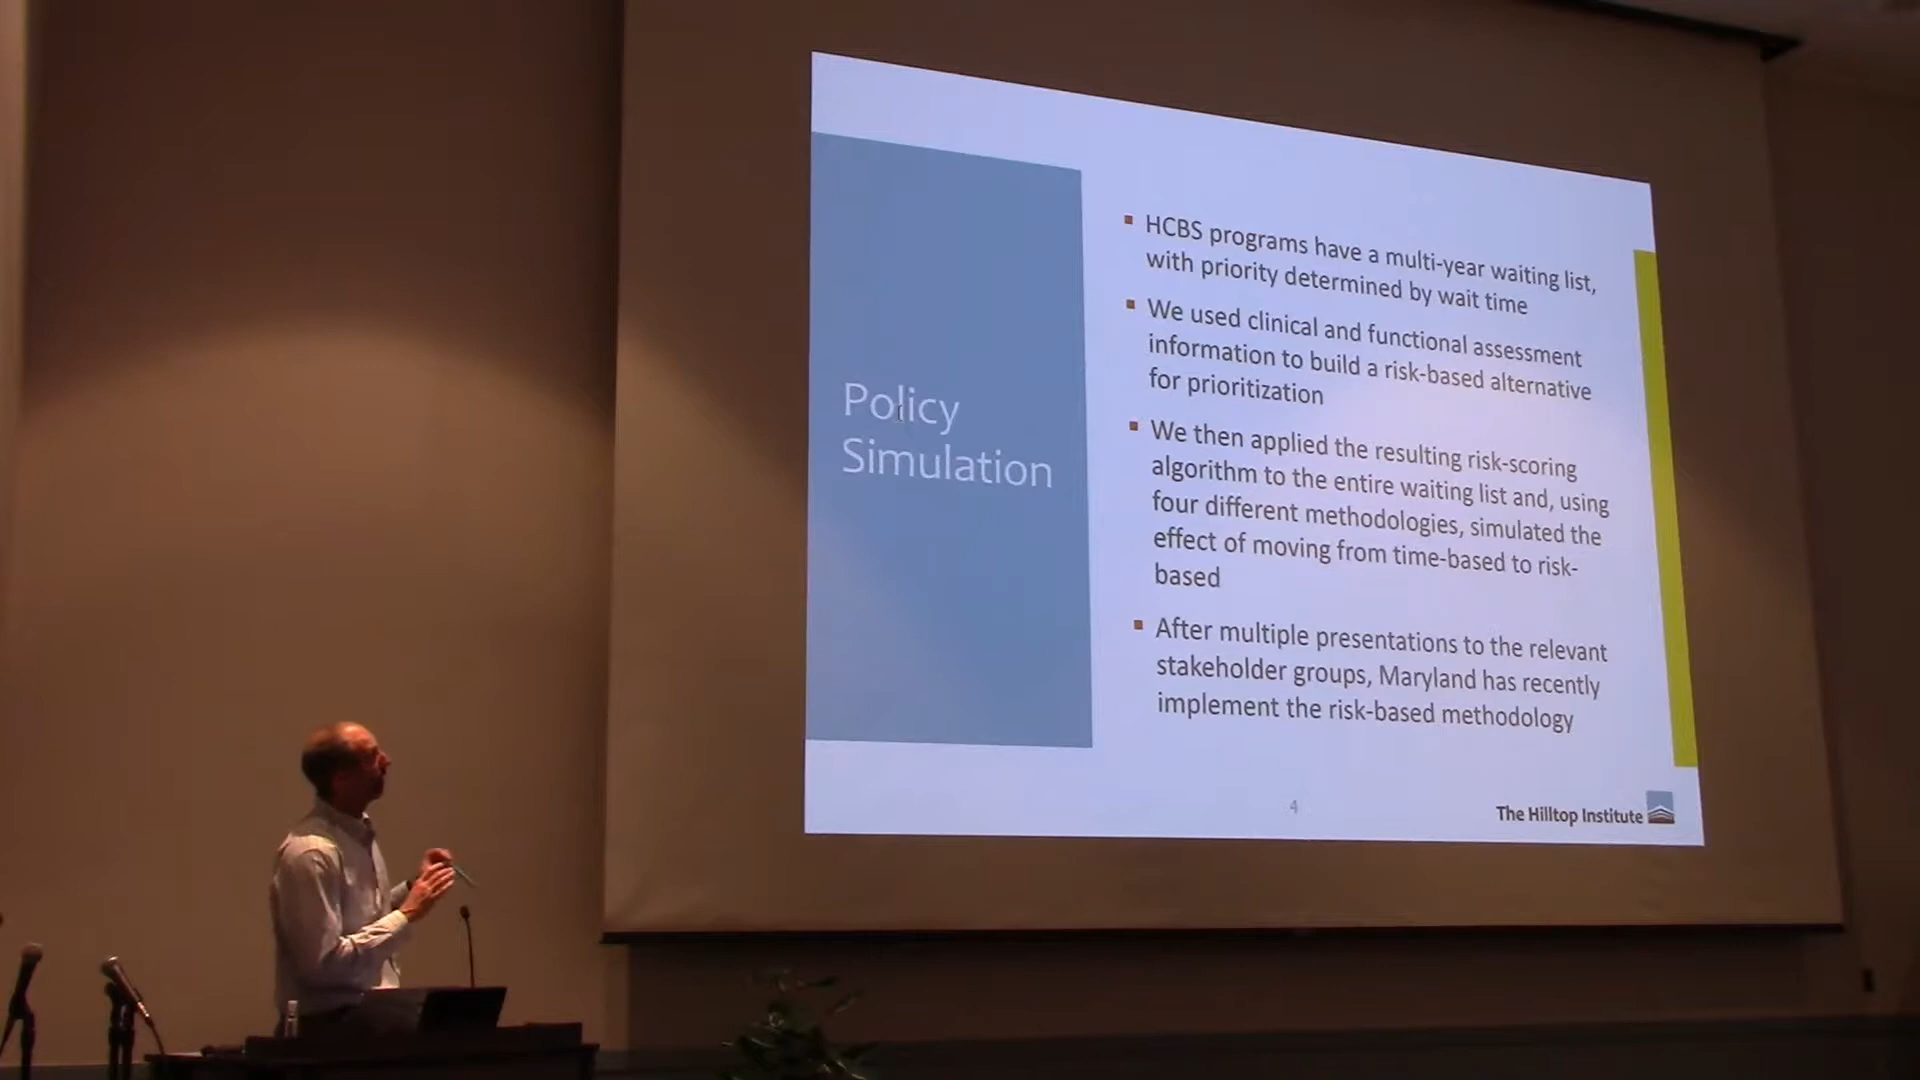 Policy
Simulation
HCBS programs have a multi-year waiting list,
with priority determined by wait time
We used clinical and functional assessment
information to build a risk-based alternative
for prioritization
We then applied the resulting risk-scoring
algorithm to the entire waiting list and, using
four different methodologies, simulated the
effect of moving from time-based to risk-
based
After multiple presentations to the relevant
stakeholder groups, Maryland has recently
implement the risk-based methodology
4
The Hilltop Institute